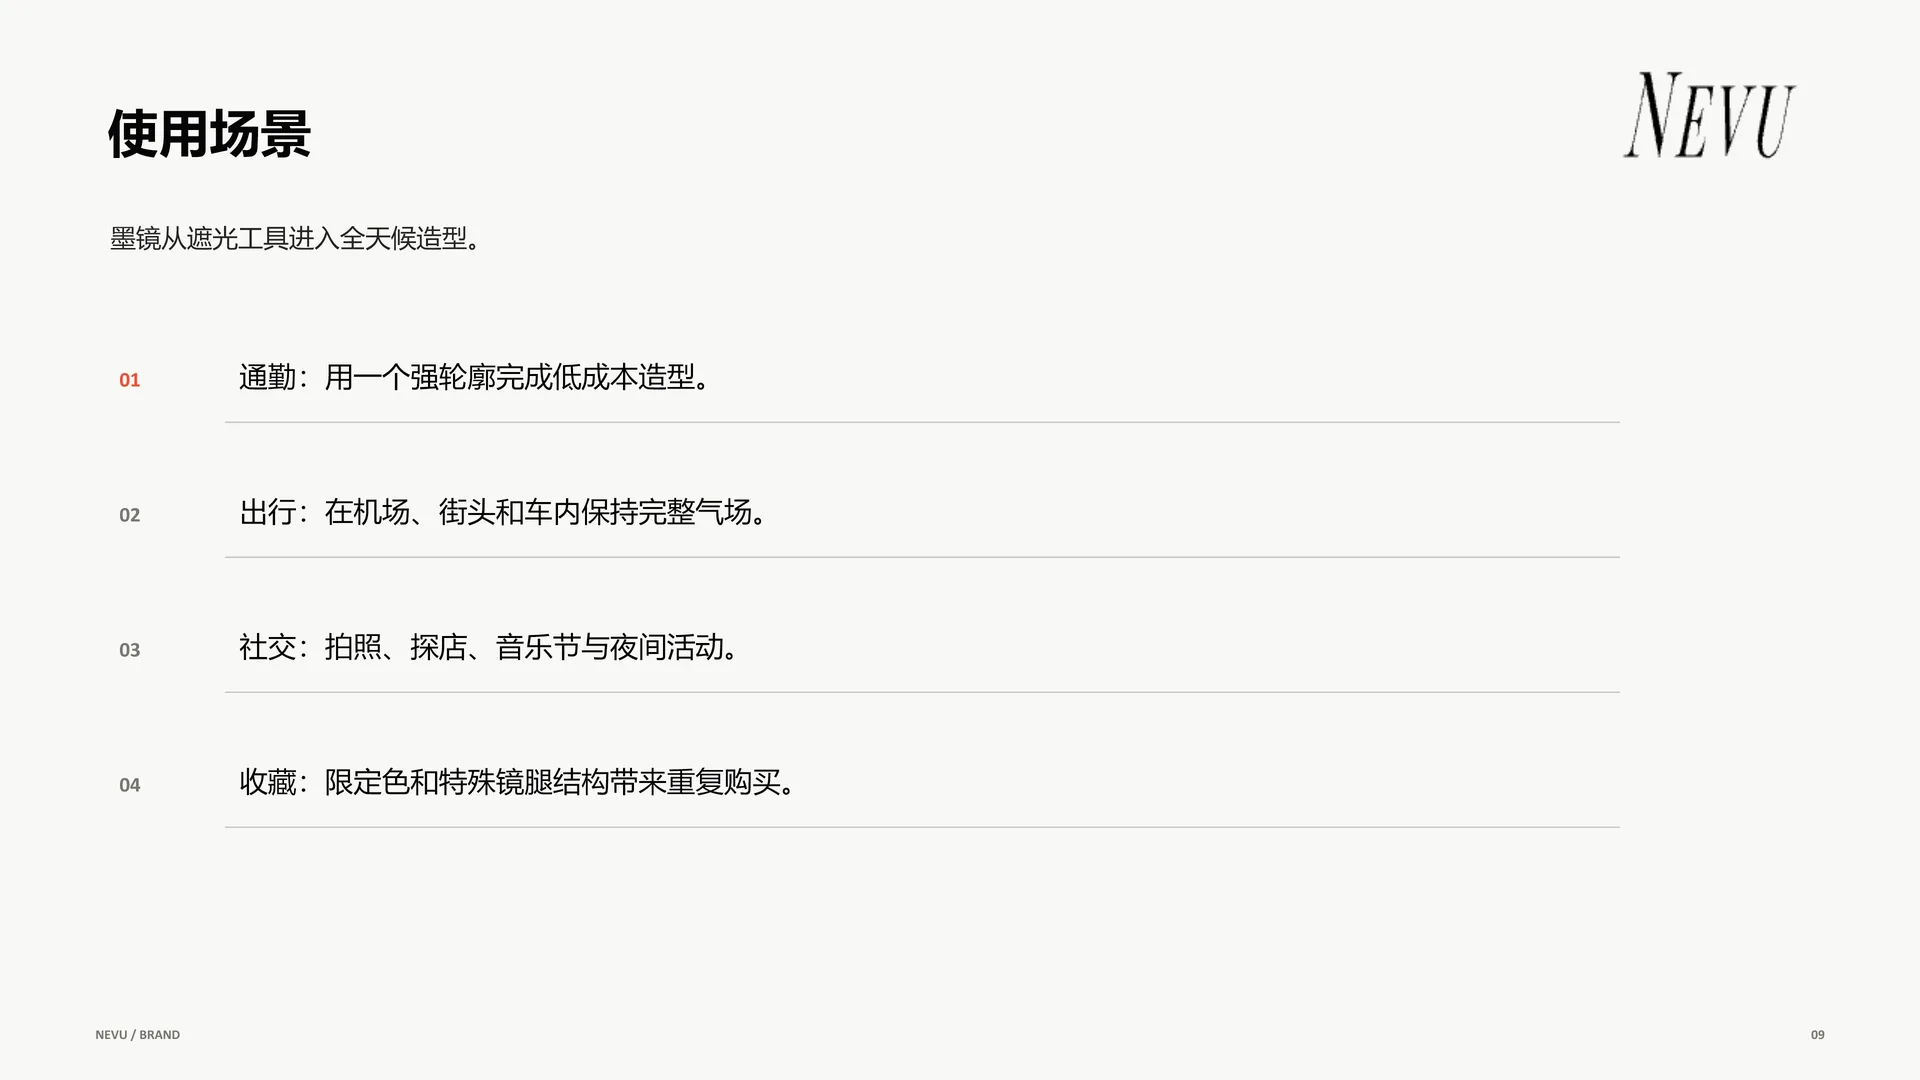 使用场景
NEVU
墨镜从遮光工具进入全天候造型。
01 通勤：用一个强轮廓完成低成本造型。
02 出行：在机场、街头和车内保持完整气场。
03 社交：拍照、探店、音乐节与夜间活动。
04 收藏：限定色和特殊镜腿结构带来重复购买。
NEVU / BRAND
09